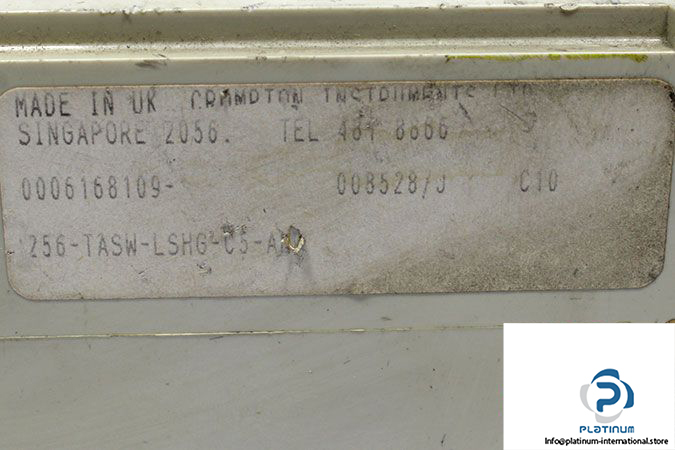 MADE IN UK CROMPTON INSTRUMENTS LTD
SINGAPORE 2056. TEL 481 8666
0006168109- 008528/J C10
256-TASW-LSHG-C5-A
P
PLATINUM
Info@platinum-international.store